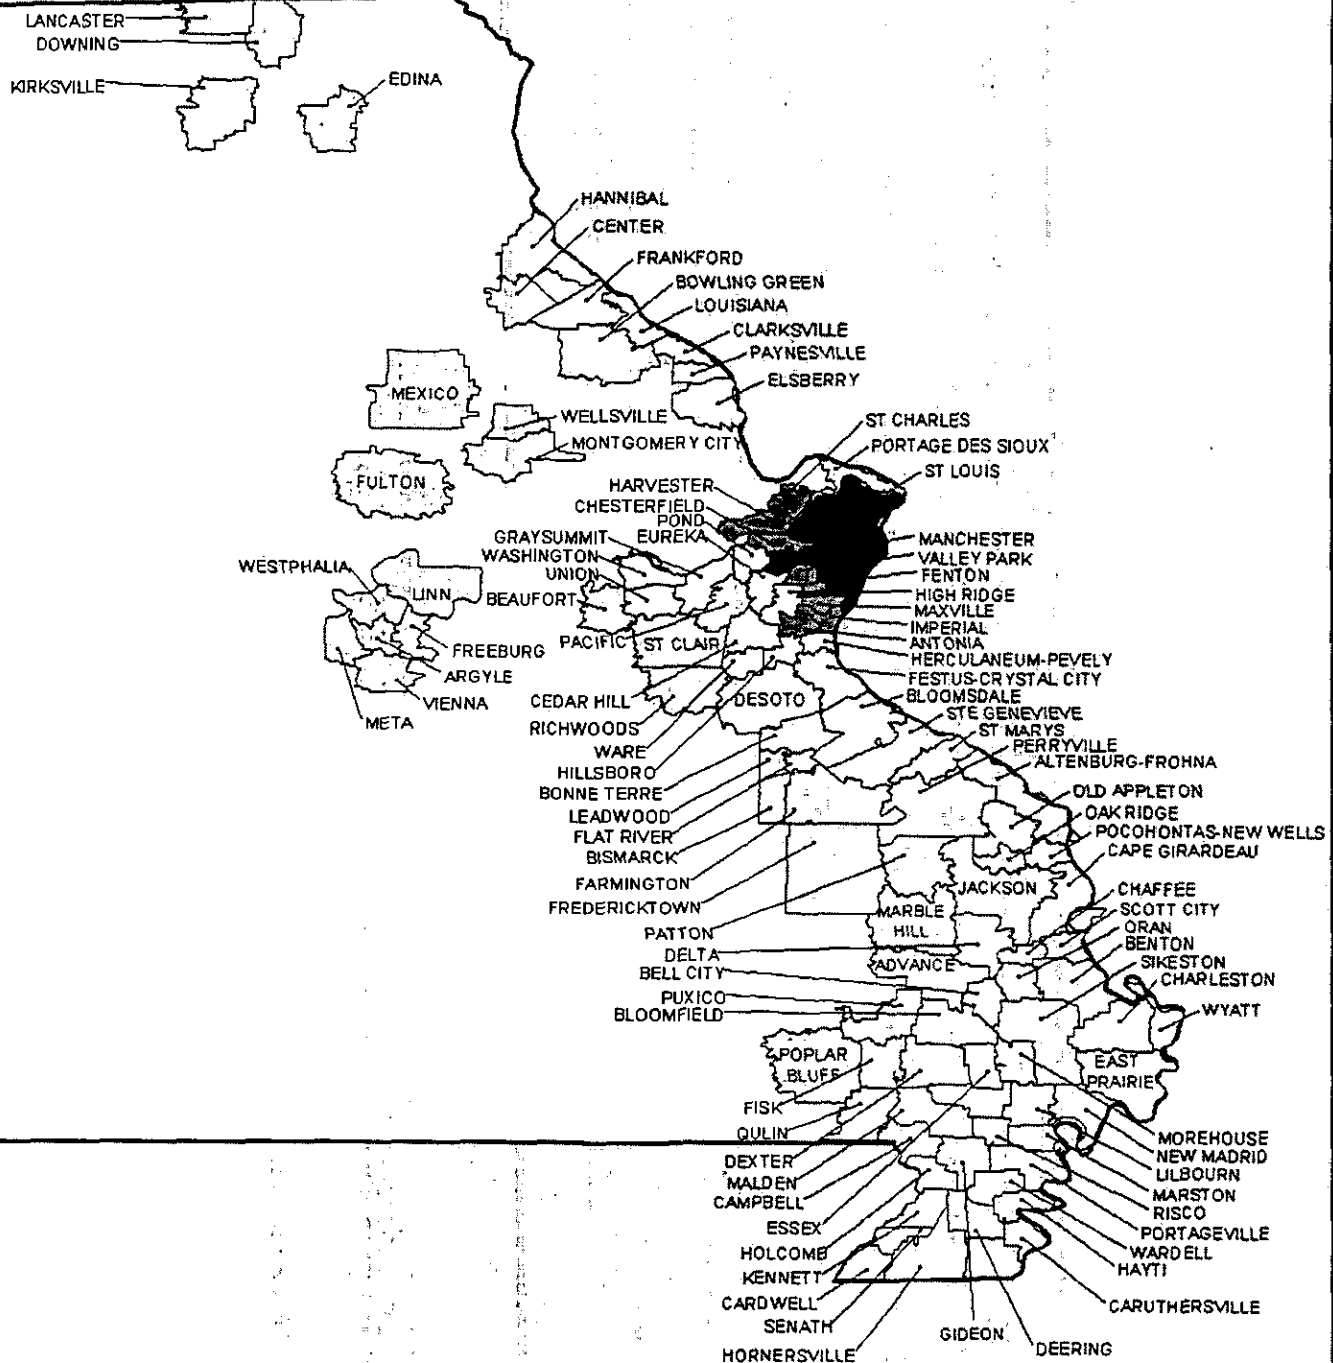 LANCASTER
DOWNING
KIRKSVILLE
EDINA
HANNIBAL
CENTER
FRANKFORD
BOWLING GREEN
LOUISIANA
CLARKSVILLE
PAYNESVILLE
ELSBERRY
MEXICO
WELLSVILLE
MONTGOMERY CITY
FULTON
ST CHARLES
PORTAGE DES SIOUX
ST LOUIS
HARVESTER
CHESTERFIELD
POND
EUREKA
GRAYSUMMIT
WASHINGTON
UNION
BEAUFORT
PACIFIC
ST CLAIR
MANCHESTER
VALLEY PARK
FENTON
HIGH RIDGE
MAXVILLE
IMPERIAL
ANTONIA
HERCULANEUM-PEVELY
FESTUS-CRYSTAL CITY
BLOOMSDALE
STE GENEVIEVE
ST MARYS
PERRYVILLE
ALTENBURG-FROHNA
WESTPHALIA
LINN
FREEBURG
ARGYLE
VIENNA
META
CEDAR HILL
DESOTO
RICHWOODS
WARE
HILLSBORO
BONNE TERRE
LEADWOOD
FLAT RIVER
BISMARCK
FARMINGTON
FREDERICKTOWN
PATTON
OLD APPLETON
OAK RIDGE
POCOHONTAS-NEW WELLS
CAPE GIRARDEAU
JACKSON
CHAFFEE
MARBLE
HILL
SCOTT CITY
ORAN
BENTON
SIKESTON
CHARLESTON
WYATT
DELTA
ADVANCE
BELL CITY
PUXICO
BLOOMFIELD
POPLAR
BLUFF
EAST
PRAIRIE
FISK
QULIN
DEXTER
MALDEN
CAMPBELL
ESSEX
HOLCOMB
KENNETT
CARDWELL
SENATH
HORNERSVILLE
GIDEON
DEERING
MOREHOUSE
NEW MADRID
LILBOURN
MARSTON
RISCO
PORTAGEVILLE
WARDELL
HAYTI
CARUTHERSVILLE